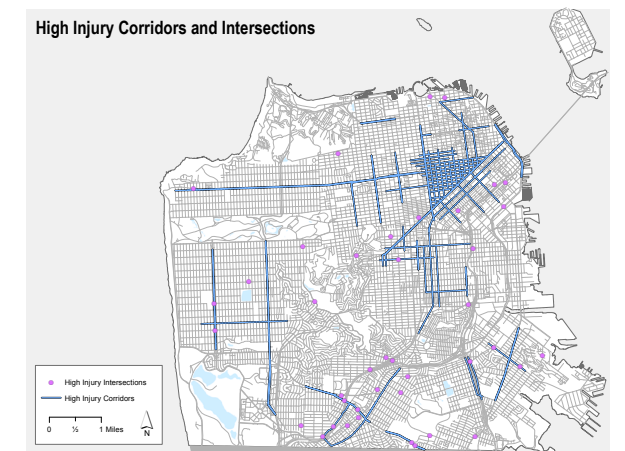 High Injury Corridors and Intersections
High Injury Intersections
High Injury Corridors
0 ½ 1 Miles
N